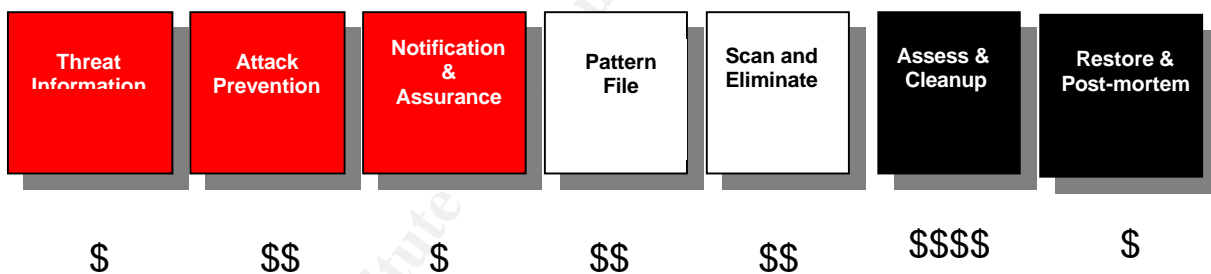 Threat
Information
Attack
Prevention
Notification
&
Assurance
Pattern
File
Scan and
Eliminate
Assess &
Cleanup
Restore &
Post-mortem
$ $$ $ $$ $$ $$$$ $